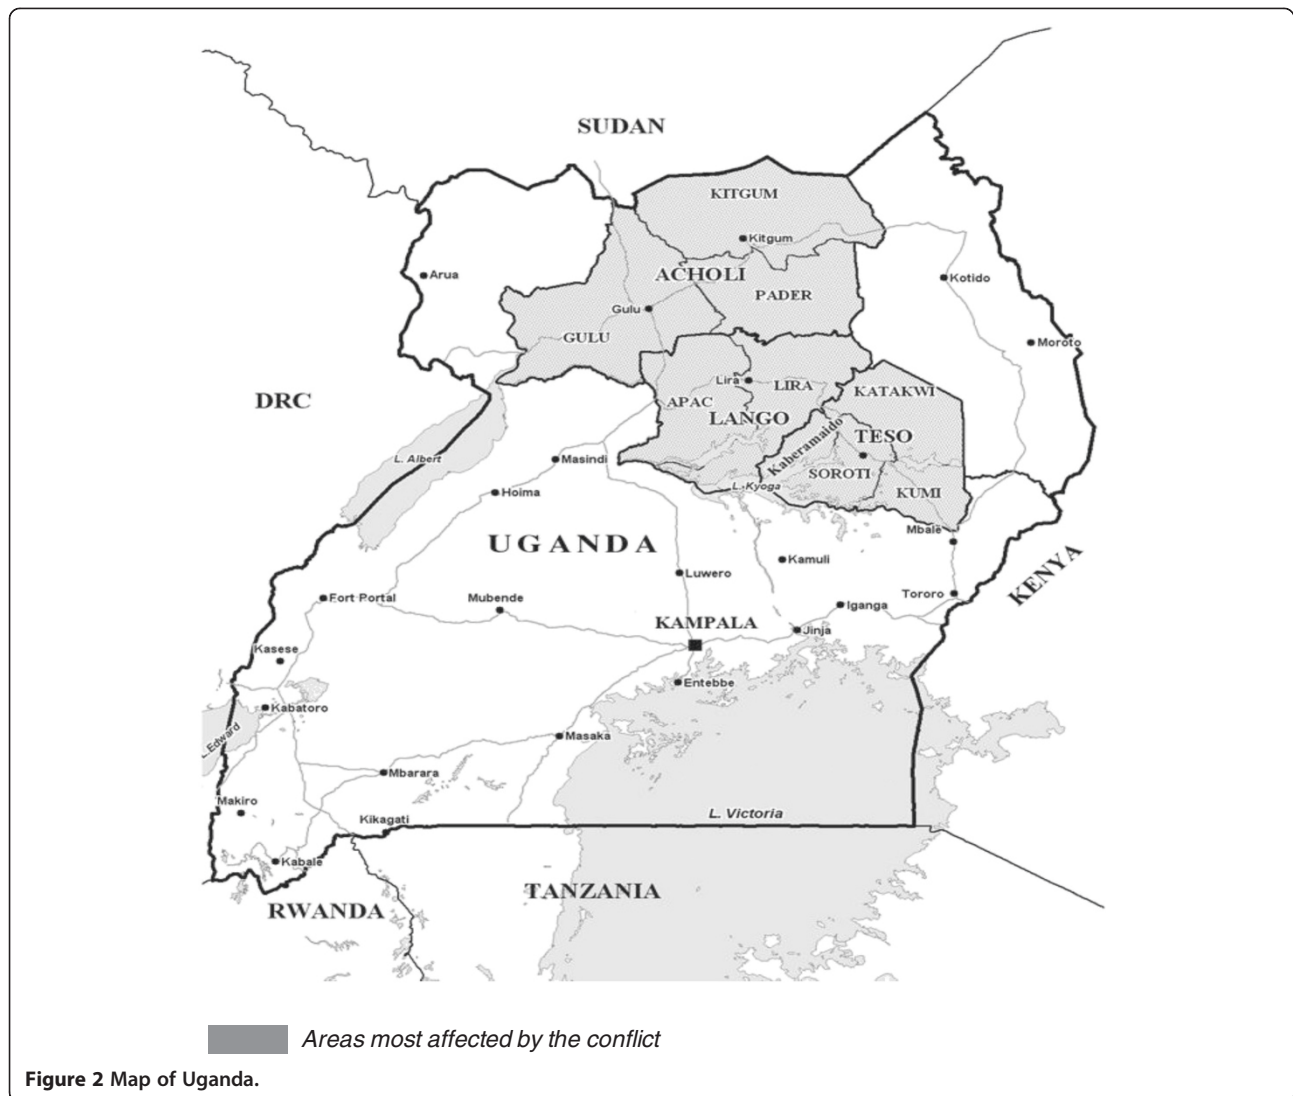 SUDAN
KITGUM
Kitgum
ACHOLI
Arua
Kotido
PADER
Gulu
GULU
Moroto
DRC
Lira
LIRA
KATAKWI
APAC
LANGO
Kaberamaido
TESO
L. Albert
Masindi
SOROTI
L. Kyoga
KUMI
Hoima
Mbale
UGANDA
KENYA
Kamuli
Luwero
Fort Portal
Mubende
Tororo
Iganga
KAMPALA
Jinja
Kasese
Entebbe
Kabatoro
L.Edward
Masaka
Mbarara
Makiro
Kikagati
L. Victoria
Kabale
TANZANIA
RWANDA
Areas most affected by the conflict
Figure 2 Map of Uganda.